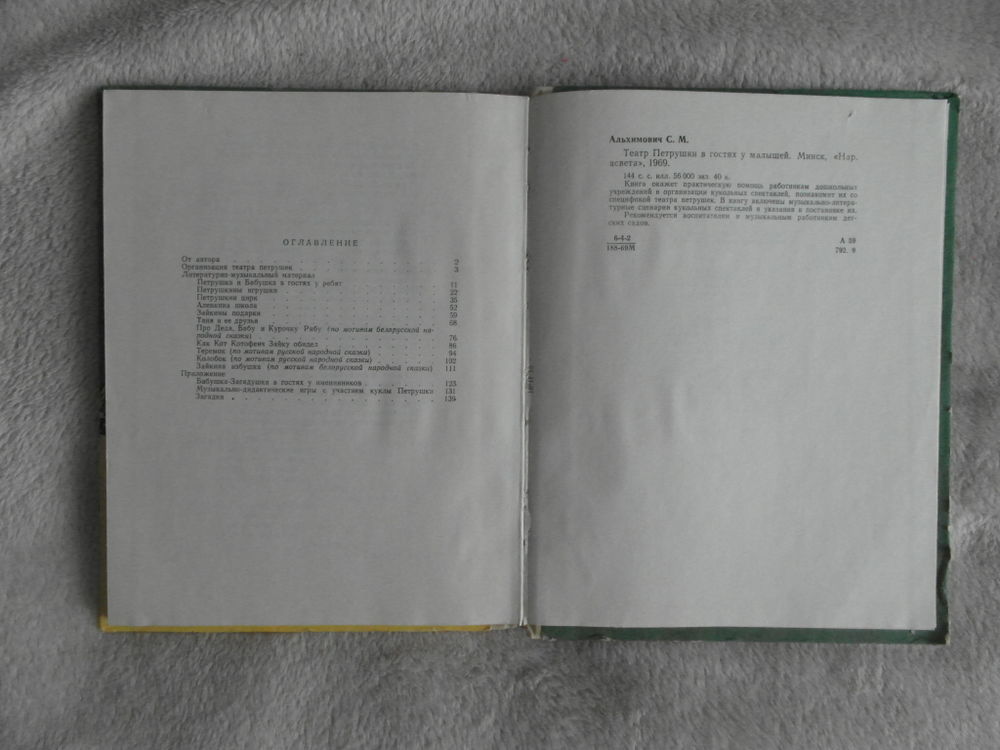 ОГЛАВЛЕНИЕ
От автора . . . 2
Организация театра петрушек . . . 3
Литературно-музыкальный материал
Петрушка и Бабушка в гостях у ребят . . . 11
Петрушкины игрушки . . . 22
Петрушкин цирк . . . 35
Аленкина школа . . . 52
Зайкины подарки . . . 59
Таня и ее друзья . . . 68
Про Деда, Бабу и Курочку Рябу (по мотивам белорусской на-
родной сказки) . . . 76
Как Кот Котофеич Зайку обидел . . . 86
Теремок (по мотивам русской народной сказки) . . . 94
Колобок (по мотивам русской народной сказки) . . . 102
Зайкина избушка (по мотивам белорусской народной сказки) 111
Приложение
Бабушка-Загадушка в гостях у именинников . . . 123
Музыкально-дидактические игры с участием куклы Петрушки 131
Загадки . . . 139
Альхимович С. М.
Театр Петрушки в гостях у малышей. Минск, «Нар.
асвета», 1969.
144 с. с илл. 56 000 экз. 40 к.
Книга окажет практическую помощь работникам дошкольных
учреждений в организации кукольных спектаклей, познакомит их со
спецификой театра петрушек. В книгу включены музыкально-литера-
турные сценарии кукольных спектаклей и указания к постановке их.
Рекомендуется воспитателям и музыкальным работникам дет-
ских садов.
6-4-2
188-69М
А 59
792. 9